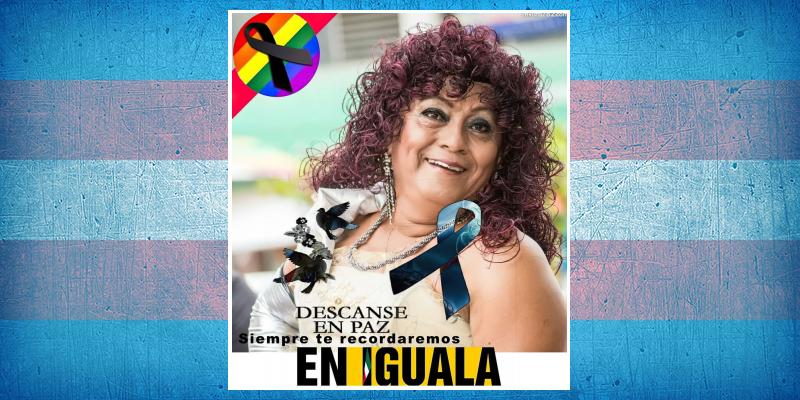 DESCANSE
EN PAZ
Siempre te recordaremos
EN IGUALA